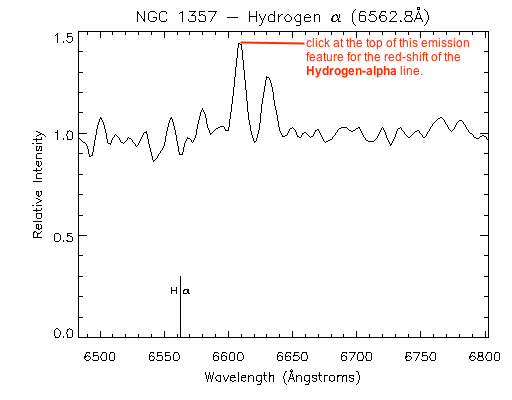 NGC 1357 – Hydrogen α (6562.8Å)
1.5
click at the top of this emission
feature for the red-shift of the
Hydrogen-alpha line.
1.0
Relative Intensity
0.5
H α
0.0
6500 6550 6600 6650 6700 6750 6800
Wavelength (Ångstroms)